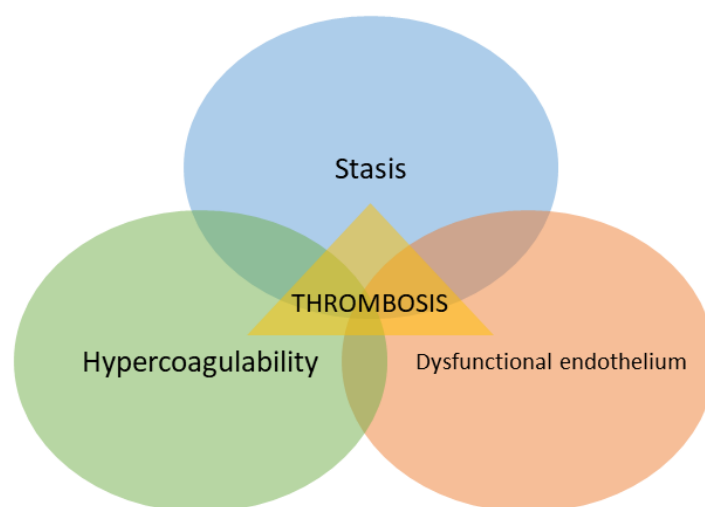 Stasis
THROMBOSIS
Hypercoagulability
Dysfunctional endothelium